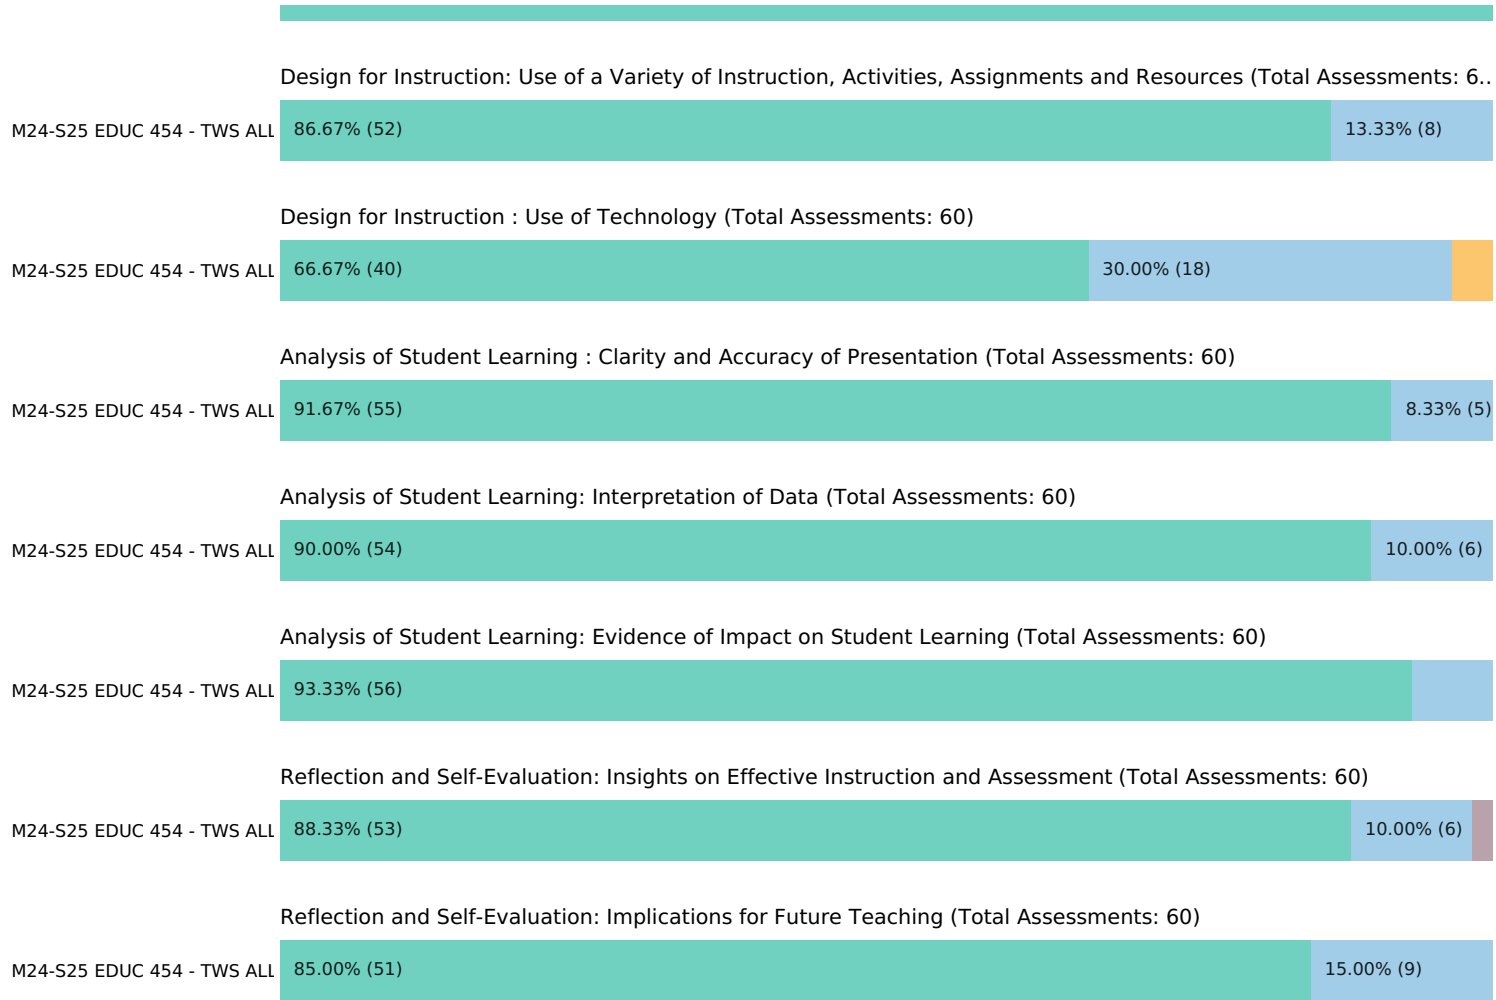 Design for Instruction: Use of a Variety of Instruction, Activities, Assignments and Resources (Total Assessments: 6..
M24-S25 EDUC 454 - TWS ALL 86.67% (52) 13.33% (8)
Design for Instruction : Use of Technology (Total Assessments: 60)
M24-S25 EDUC 454 - TWS ALL 66.67% (40) 30.00% (18)
Analysis of Student Learning : Clarity and Accuracy of Presentation (Total Assessments: 60)
M24-S25 EDUC 454 - TWS ALL 91.67% (55) 8.33% (5)
Analysis of Student Learning: Interpretation of Data (Total Assessments: 60)
M24-S25 EDUC 454 - TWS ALL 90.00% (54) 10.00% (6)
Analysis of Student Learning: Evidence of Impact on Student Learning (Total Assessments: 60)
M24-S25 EDUC 454 - TWS ALL 93.33% (56)
Reflection and Self-Evaluation: Insights on Effective Instruction and Assessment (Total Assessments: 60)
M24-S25 EDUC 454 - TWS ALL 88.33% (53) 10.00% (6)
Reflection and Self-Evaluation: Implications for Future Teaching (Total Assessments: 60)
M24-S25 EDUC 454 - TWS ALL 85.00% (51) 15.00% (9)